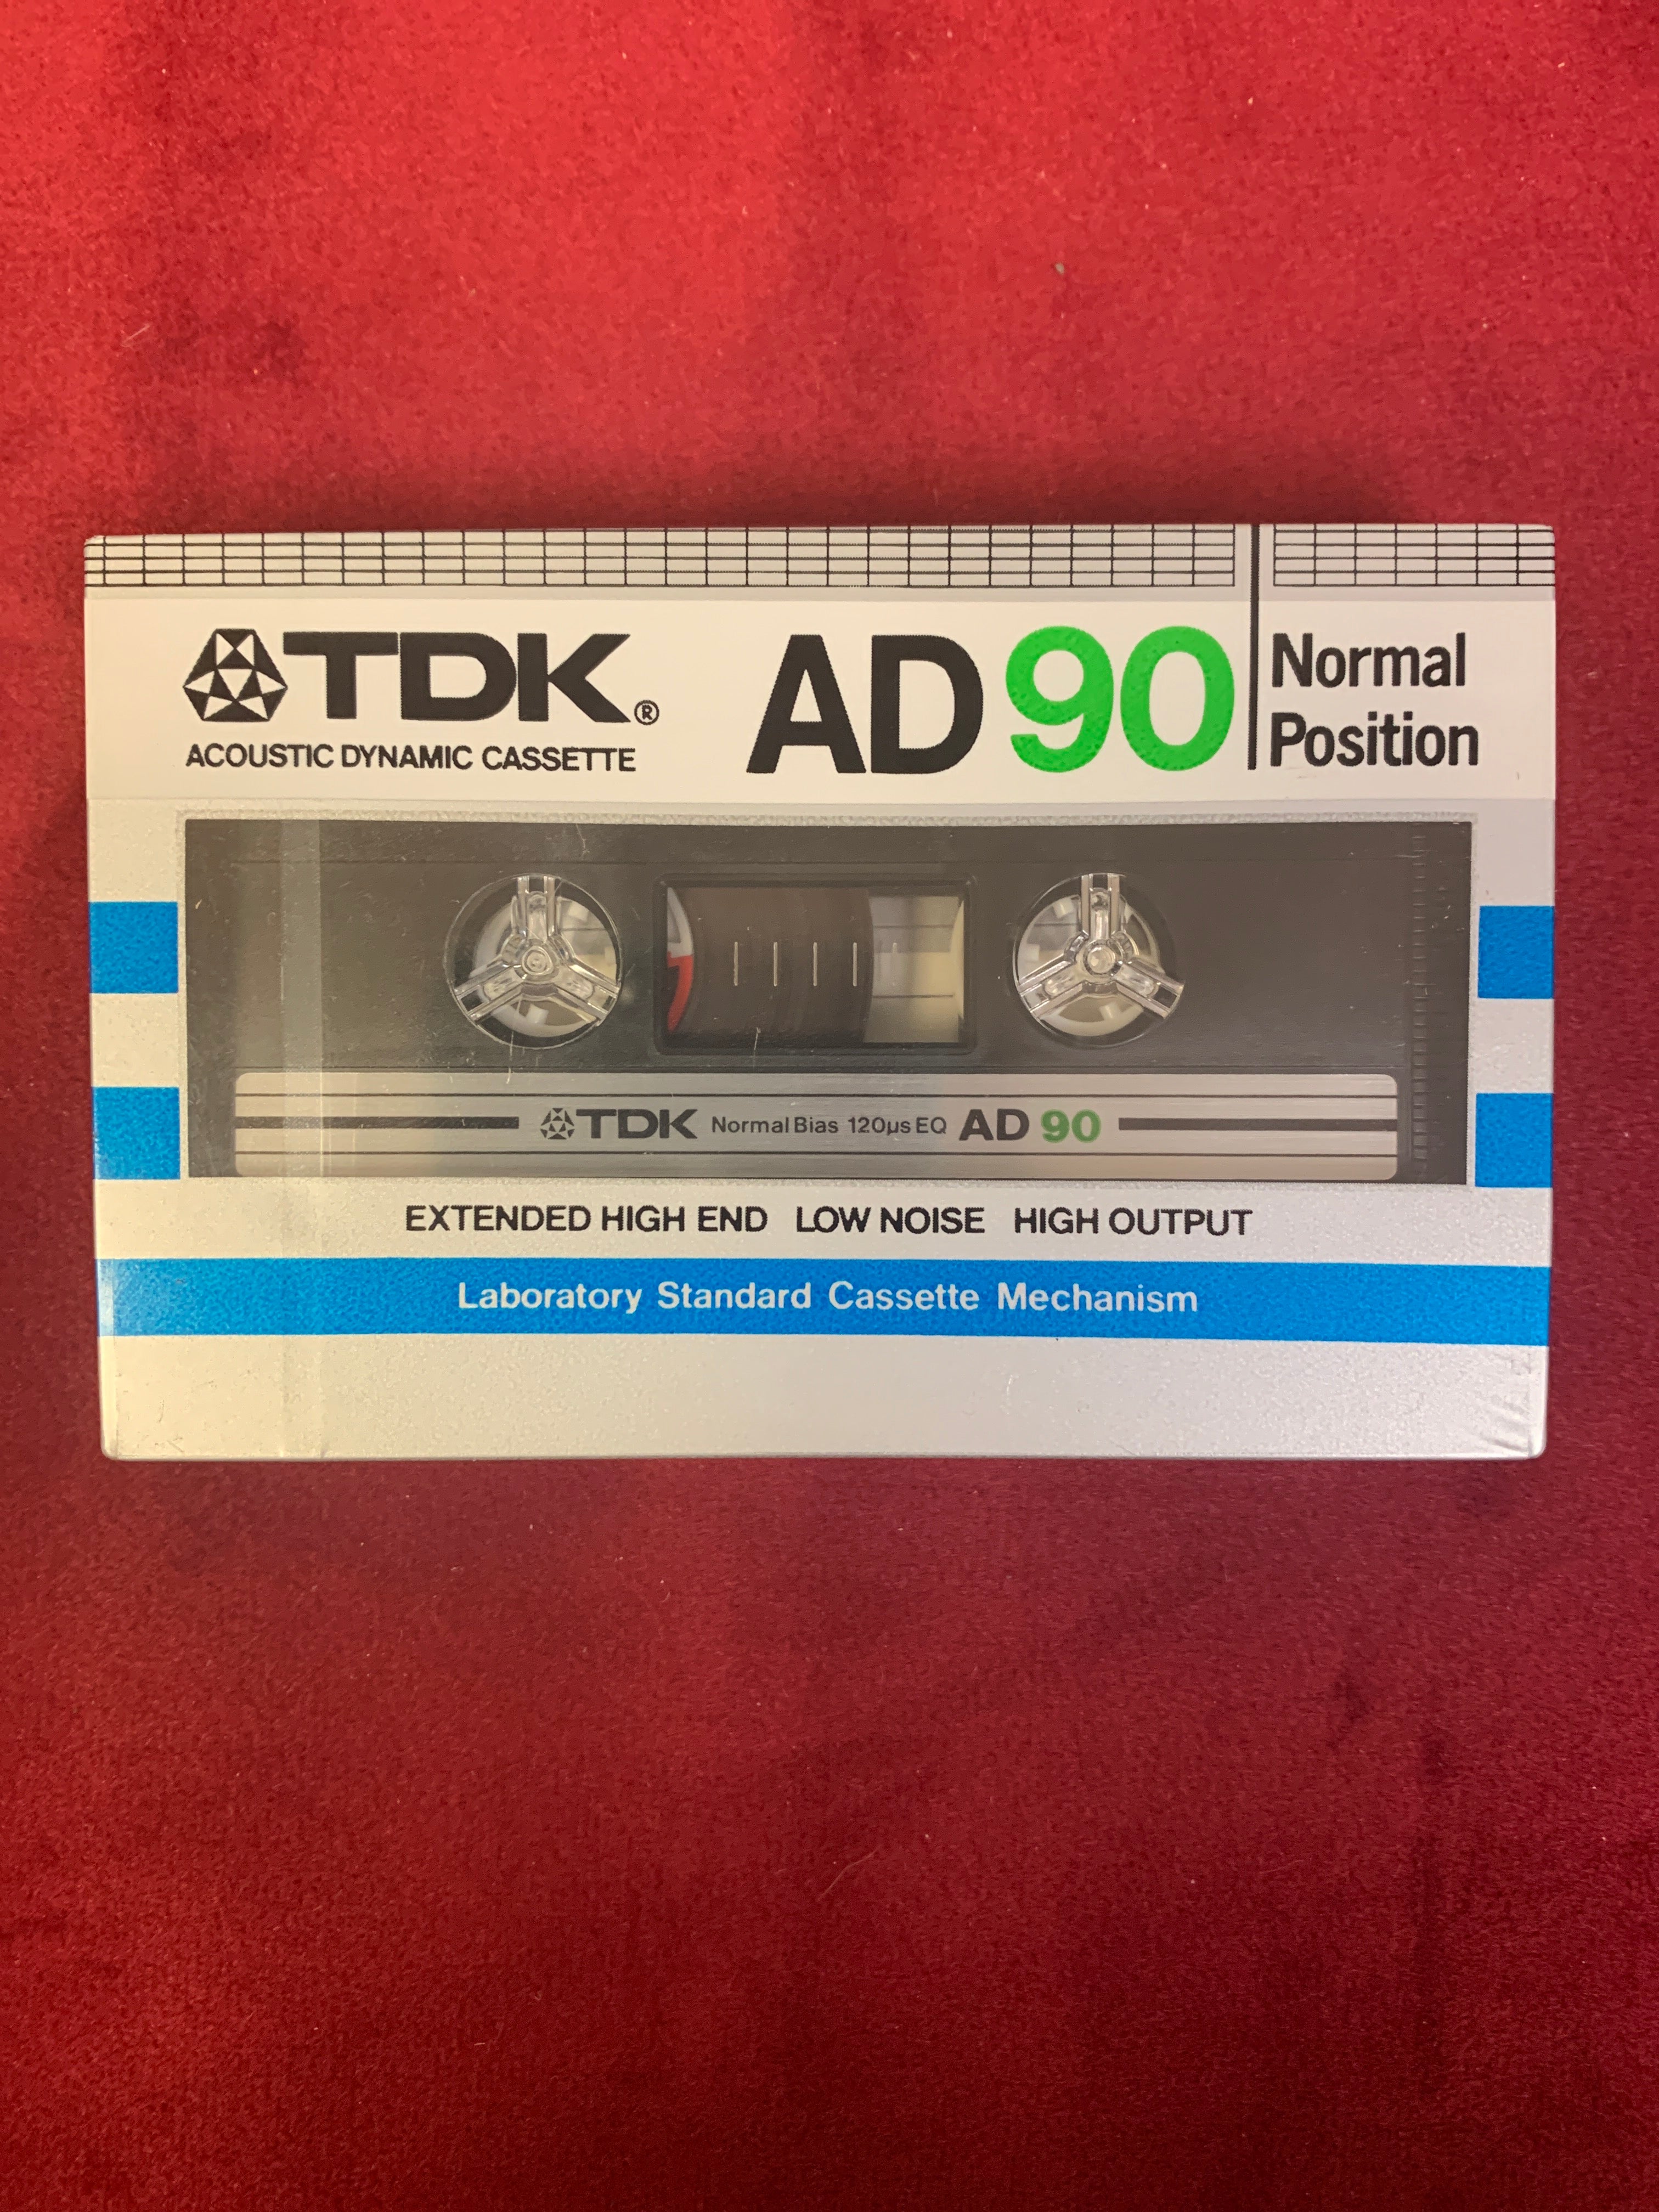 TDK®
ACOUSTIC DYNAMIC CASSETTE
AD 90
Normal
Position
TDK Normal Bias 120µs EQ AD 90
EXTENDED HIGH END LOW NOISE HIGH OUTPUT
Laboratory Standard Cassette Mechanism